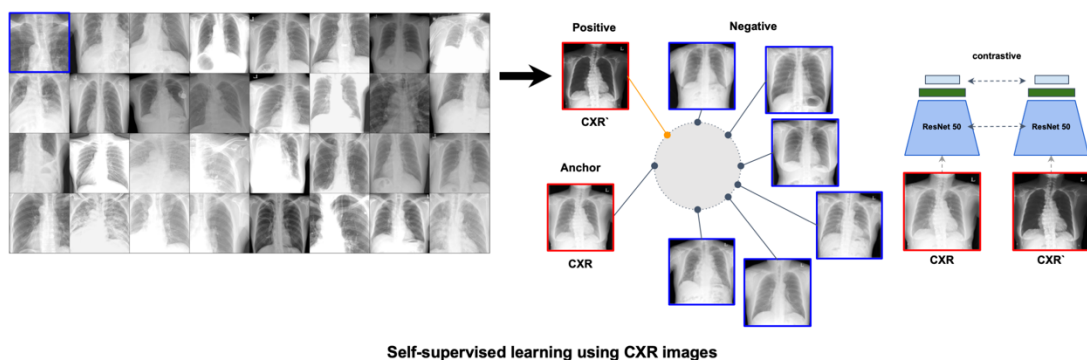 Positive
Negative
CXR`
Anchor
CXR
contrastive
ResNet 50
ResNet 50
CXR
CXR`
Self-supervised learning using CXR images